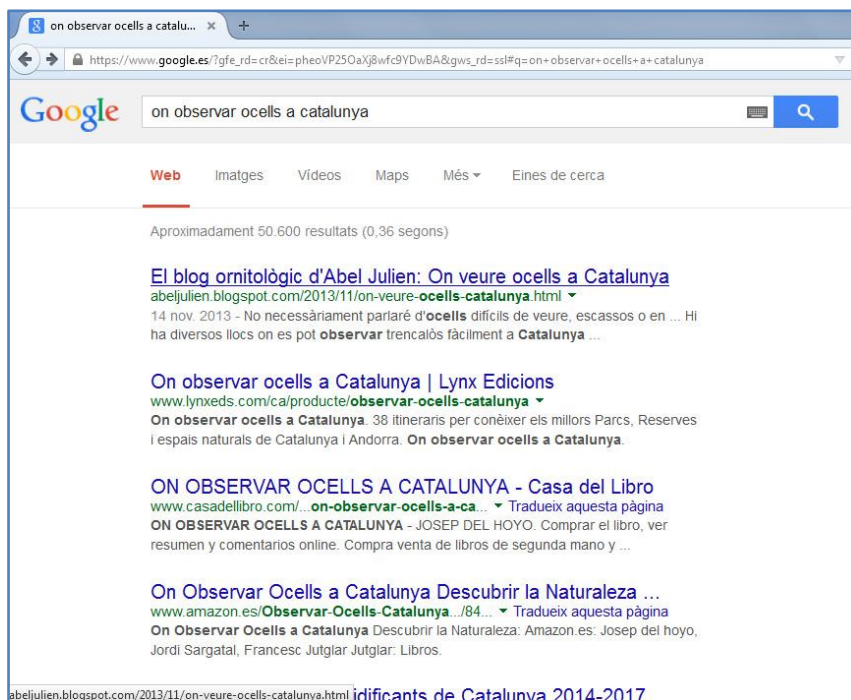 on observar ocells a catalu...
https://www.google.es/?gfe_rd=cr&ei=pheoVP25OaXj8wfc9YDwBA&gws_rd=ssl#q=on+observar+ocells+a+catalunya
Google on observar ocells a catalunya
Web Imatges Vídeos Maps Més Eines de cerca
Aproximadament 50.600 resultats (0,36 segons)
El blog ornitològic d'Abel Julien: On veure ocells a Catalunya
abeljulien.blogspot.com/2013/11/on-veure-ocells-catalunya.html
14 nov. 2013 - No necessàriament parlaré d'ocells difícils de veure, escassos o en ... Hi
ha diversos llocs on es pot observar trencalòs fàcilment a Catalunya ...
On observar ocells a Catalunya | Lynx Edicions
www.lynxeds.com/ca/producte/observar-ocells-catalunya
On observar ocells a Catalunya. 38 itineraris per conèixer els millors Parcs, Reserves
i espais naturals de Catalunya i Andorra. On observar ocells a Catalunya.
ON OBSERVAR OCELLS A CATALUNYA - Casa del Libro
www.casadellibro.com/...on-observar-ocells-a-ca... Tradueix aquesta pàgina
ON OBSERVAR OCELLS A CATALUNYA - JOSEP DEL HOYO. Comprar el libro, ver
resumen y comentarios online. Compra venta de libros de segunda mano y ...
On Observar Ocells a Catalunya Descubrir la Naturaleza ...
www.amazon.es/Observar-Ocells-Catalunya.../84... Tradueix aquesta pàgina
On Observar Ocells a Catalunya Descubrir la Naturaleza: Amazon.es: Josep del hoyo,
Jordi Sargatal, Francesc Jutglar Jutglar: Libros.
abeljulien.blogspot.com/2013/11/on-veure-ocells-catalunya.html idificants de Catalunya 2014-2017